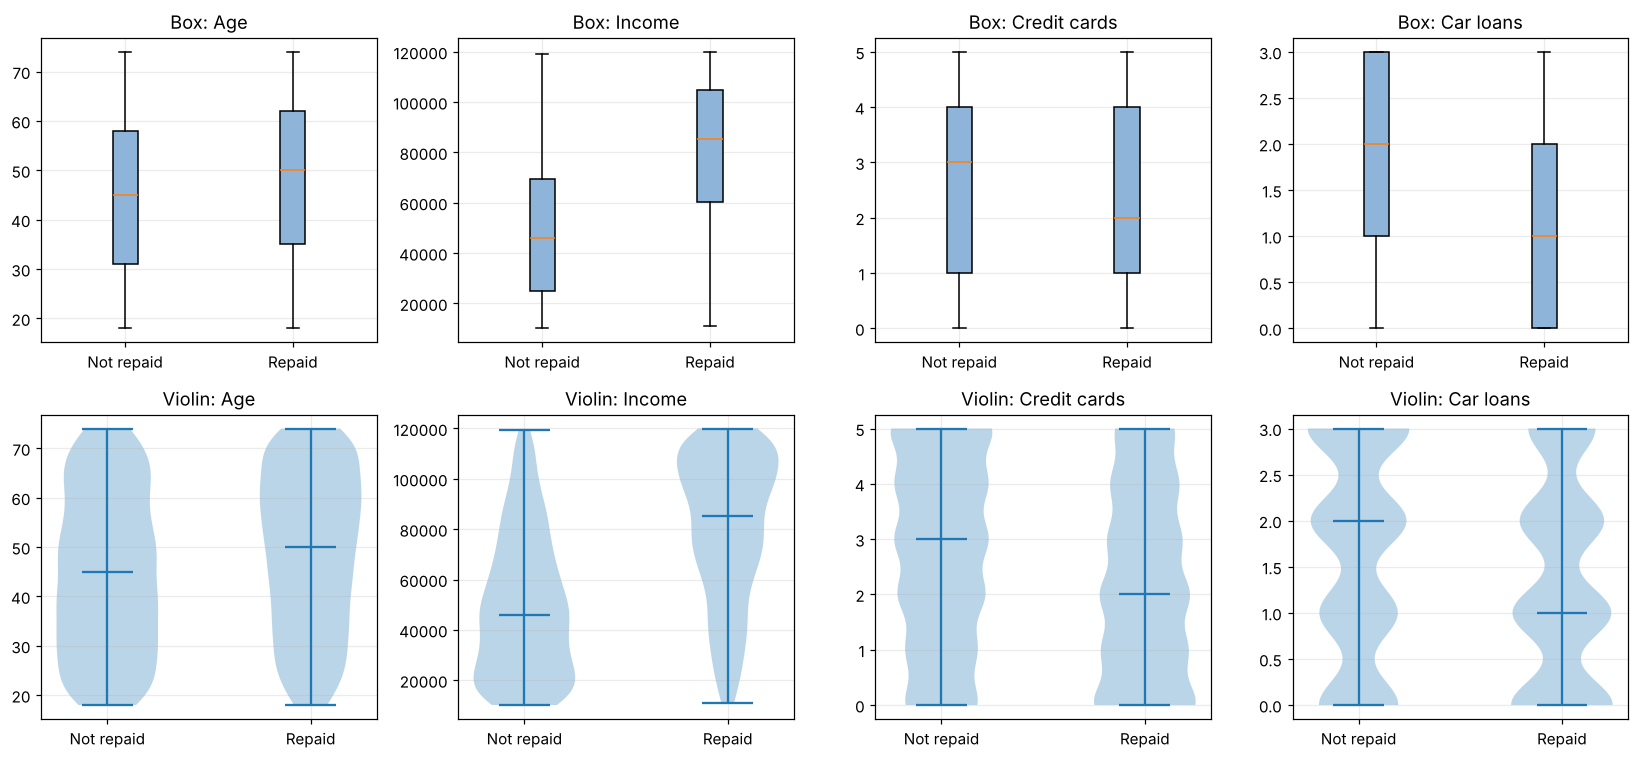 Box: Age
70
60
50
40
30
20
Not repaid
Repaid
Box: Income
120000
100000
80000
60000
40000
20000
Not repaid
Repaid
Box: Credit cards
5
4
3
2
1
0
Not repaid
Repaid
Box: Car loans
3.0
2.5
2.0
1.5
1.0
0.5
0.0
Not repaid
Repaid
Violin: Age
70
60
50
40
30
20
Not repaid
Repaid
Violin: Income
120000
100000
80000
60000
40000
20000
Not repaid
Repaid
Violin: Credit cards
5
4
3
2
1
0
Not repaid
Repaid
Violin: Car loans
3.0
2.5
2.0
1.5
1.0
0.5
0.0
Not repaid
Repaid